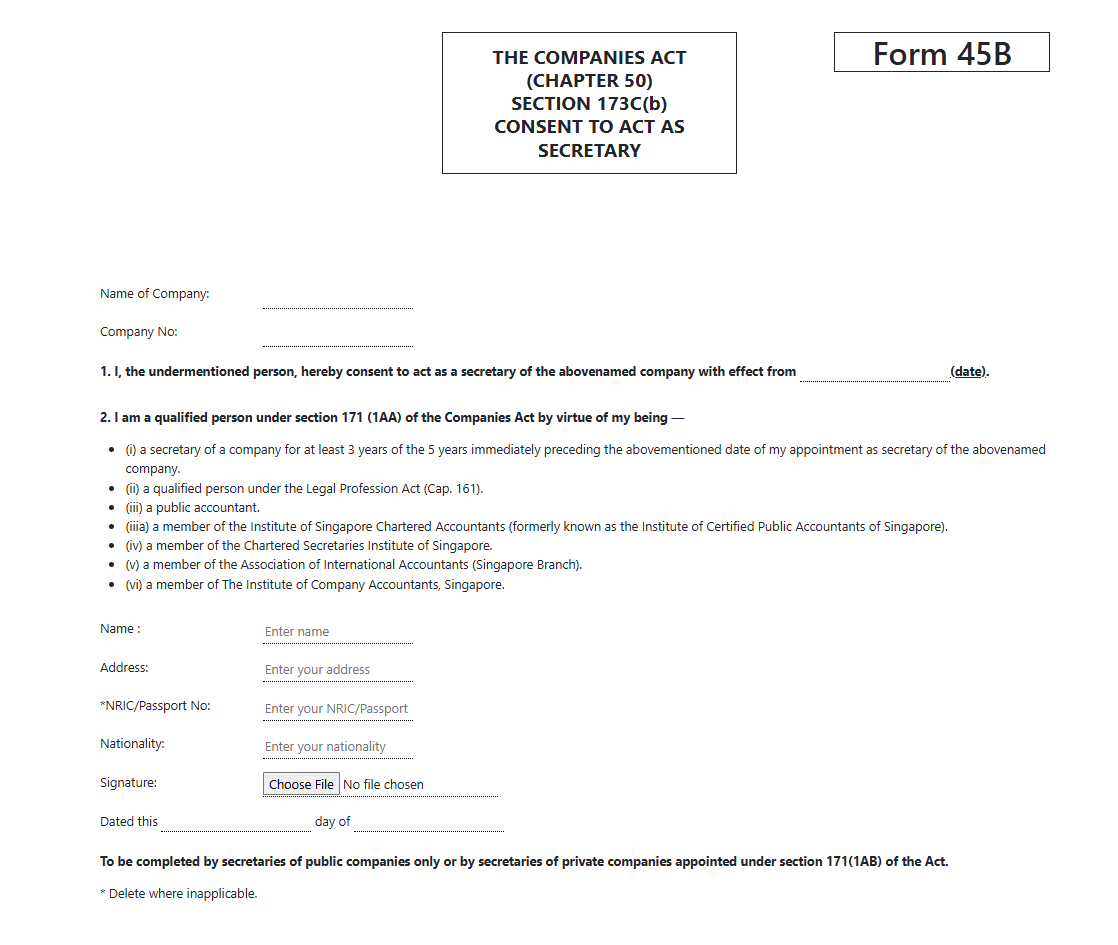 THE COMPANIES ACT
(CHAPTER 50)
SECTION 173C(b)
CONSENT TO ACT AS
SECRETARY
Form 45B
Name of Company:
Company No:
1. I, the undermentioned person, hereby consent to act as a secretary of the abovenamed company with effect from (date).
2. I am a qualified person under section 171 (1AA) of the Companies Act by virtue of my being —
(i) a secretary of a company for at least 3 years of the 5 years immediately preceding the abovementioned date of my appointment as secretary of the abovenamed
company.
(ii) a qualified person under the Legal Profession Act (Cap. 161).
(iii) a public accountant.
(iiia) a member of the Institute of Singapore Chartered Accountants (formerly known as the Institute of Certified Public Accountants of Singapore).
(iv) a member of the Chartered Secretaries Institute of Singapore.
(v) a member of the Association of International Accountants (Singapore Branch).
(vi) a member of The Institute of Company Accountants, Singapore.
Name : Enter name
Address: Enter your address
*NRIC/Passport No: Enter your NRIC/Passport
Nationality: Enter your nationality
Signature: Choose File No file chosen
Dated this day of
To be completed by secretaries of public companies only or by secretaries of private companies appointed under section 171(1AB) of the Act.
* Delete where inapplicable.